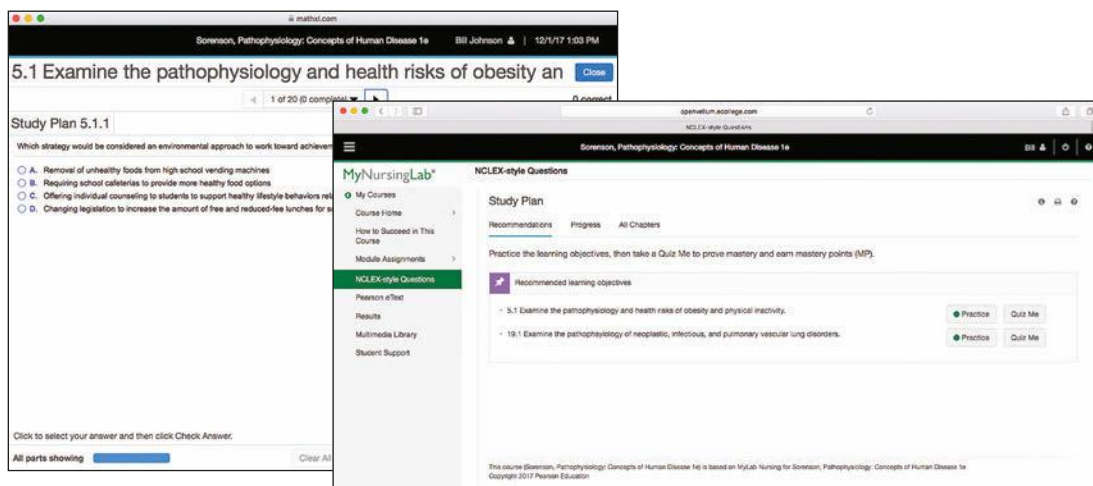 mathxl.com
Sorenson, Pathophysiology: Concepts of Human Disease 1e Bill Johnson | 12/1/17 1:03 PM
5.1 Examine the pathophysiology and health risks of obesity an Close
1 of 20 (0 complete) 0 correct
Study Plan 5.1.1
Which strategy would be considered an environmental approach to work toward
A. Removal of unhealthy foods from high school vending machines
B. Requiring school cafeterias to provide more healthy food options
C. Offering individual counseling to students to support healthy lifestyle behaviors
D. Changing legislation to increase the amount of free and reduced-fee lunches for
Click to select your answer and then click Check Answer.
All parts showing Clear All
openvellum.ecollege.com
NCLEX-style Questions
Sorenson, Pathophysiology: Concepts of Human Disease 1e Bill
MyNursingLab®
My Courses
Course Home
How to Succeed in This
Course
Module Assignments
NCLEX-style Questions
Pearson eText
Results
Multimedia Library
Student Support
NCLEX-style Questions
Study Plan
Recommendations Progress All Chapters
Practice the learning objectives, then take a Quiz Me to prove mastery and earn mastery points (MP).
Recommended learning objectives
5.1 Examine the pathophysiology and health risks of obesity and physical inactivity. Practice Quiz Me
19.1 Examine the pathophysiology of neoplastic, infectious, and pulmonary vascular lung disorders. Practice Quiz Me
This course (Sorenson, Pathophysiology: Concepts of Human Disease 1e) is based on MyLab Nursing for Sorenson, Pathophysiology: Concepts of Human Disease 1e
Copyright 2017 Pearson Education